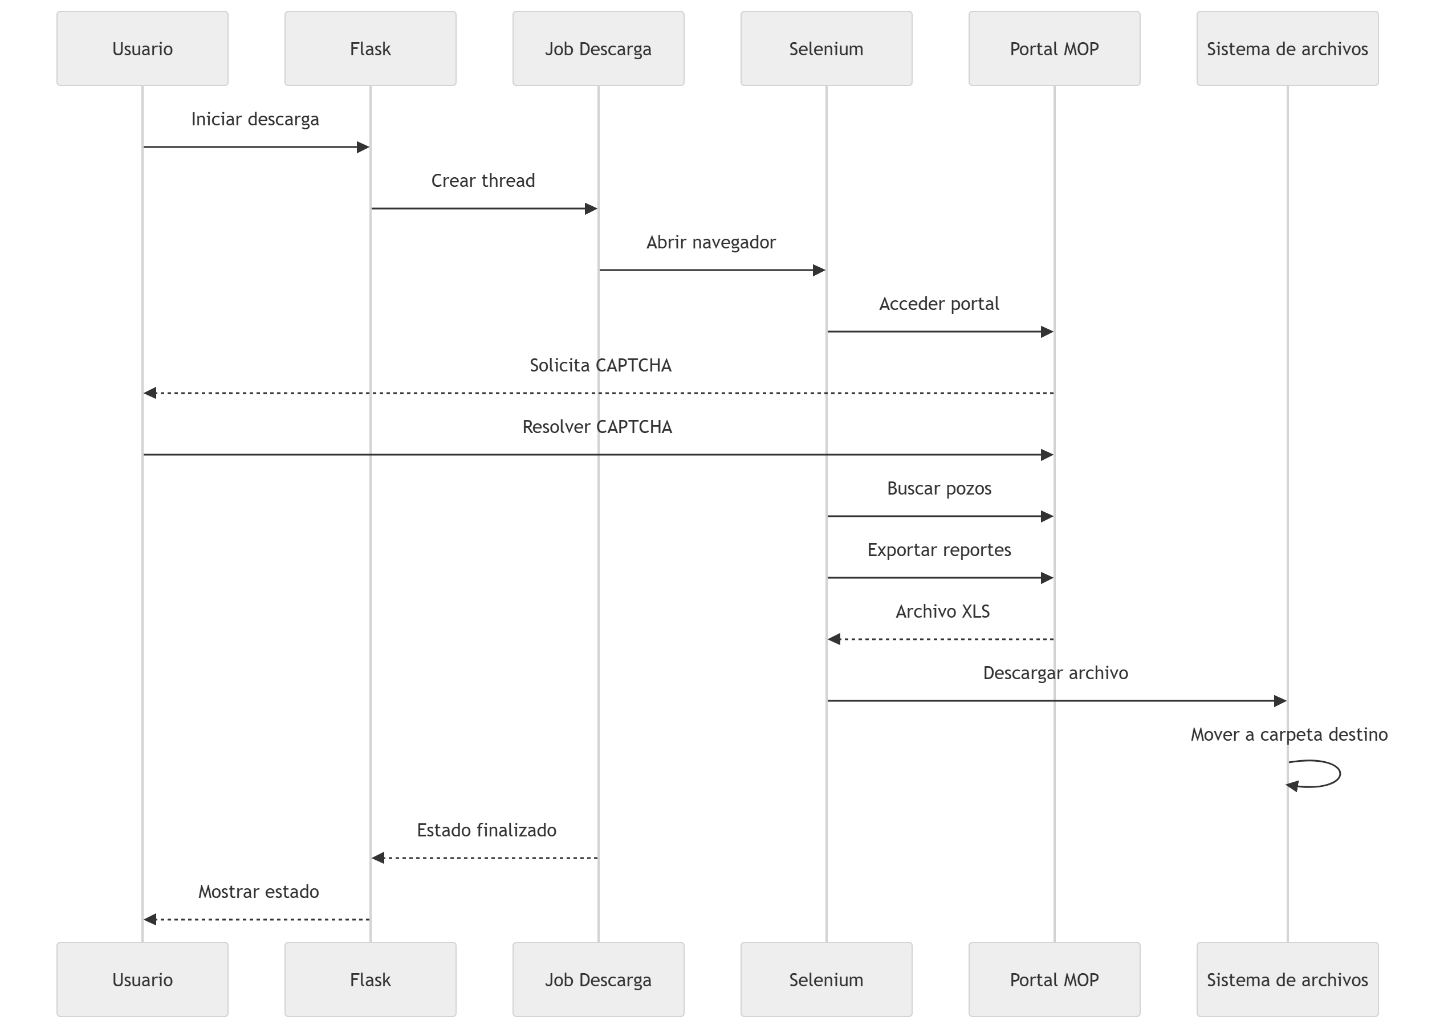 Usuario
Flask
Job Descarga
Selenium
Portal MOP
Sistema de archivos
Iniciar descarga
Crear thread
Abrir navegador
Acceder portal
Solicita CAPTCHA
Resolver CAPTCHA
Buscar pozos
Exportar reportes
Archivo XLS
Descargar archivo
Mover a carpeta destino
Estado finalizado
Mostrar estado
Usuario
Flask
Job Descarga
Selenium
Portal MOP
Sistema de archivos